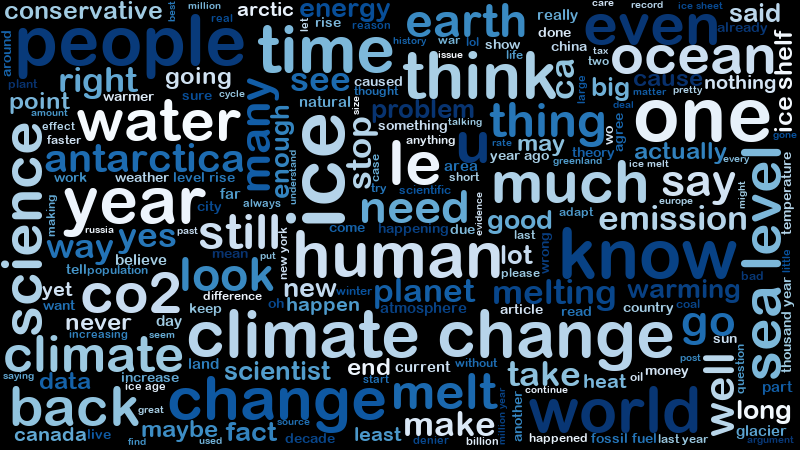 conservative
best
million
real
arctic
energy
let
rise
reason
earth
history
war
lol
issue
show
life
really
done
china
care
record
ice sheet
tax
two
even
already
said
around
people
time
think
ca
large
ocean
ice shelf
plant
right
going
see
caused
thought
big
cause
matter
pretty
nothing
point
amount
warmer
sure
cycle
natural
size
problem
talking
thing
deal
agree
wo
one
gone
effect
faster
water
many
enough
understand
ice
stop
case
try
something
anything
le
u
rate
year ago
may
theory
greenland
actually
every
science
antarctica
work
weather
level rise
area
short
scientific
much
ice melt
europe
say
might
temperature
making
year
russia
past
city
far
always
need
evidence
good
last
adapt
emission
sea level
way
yes
still
mean
put
new york
come
happening
due
human
lot
please
wrong
know
little
tell
population
believe
look
yet
want
co2
difference
keep
new
winter
oh
happen
planet
atmosphere
melting
warming
bad
thousand year
never
day
increasing
seem
climate change
article
read
country
coal
go
sun
climate
land
saying
data
increase
ice age
great
scientist
end
current
without
start
take
heat
oil
money
post
well
question
part
back
change
source
melt
million year
another
continue
world
long
glacier
argument
canada
live
find
maybe
used
fact
decade
least
make
denier
billion
happened
fossil fuel
last year